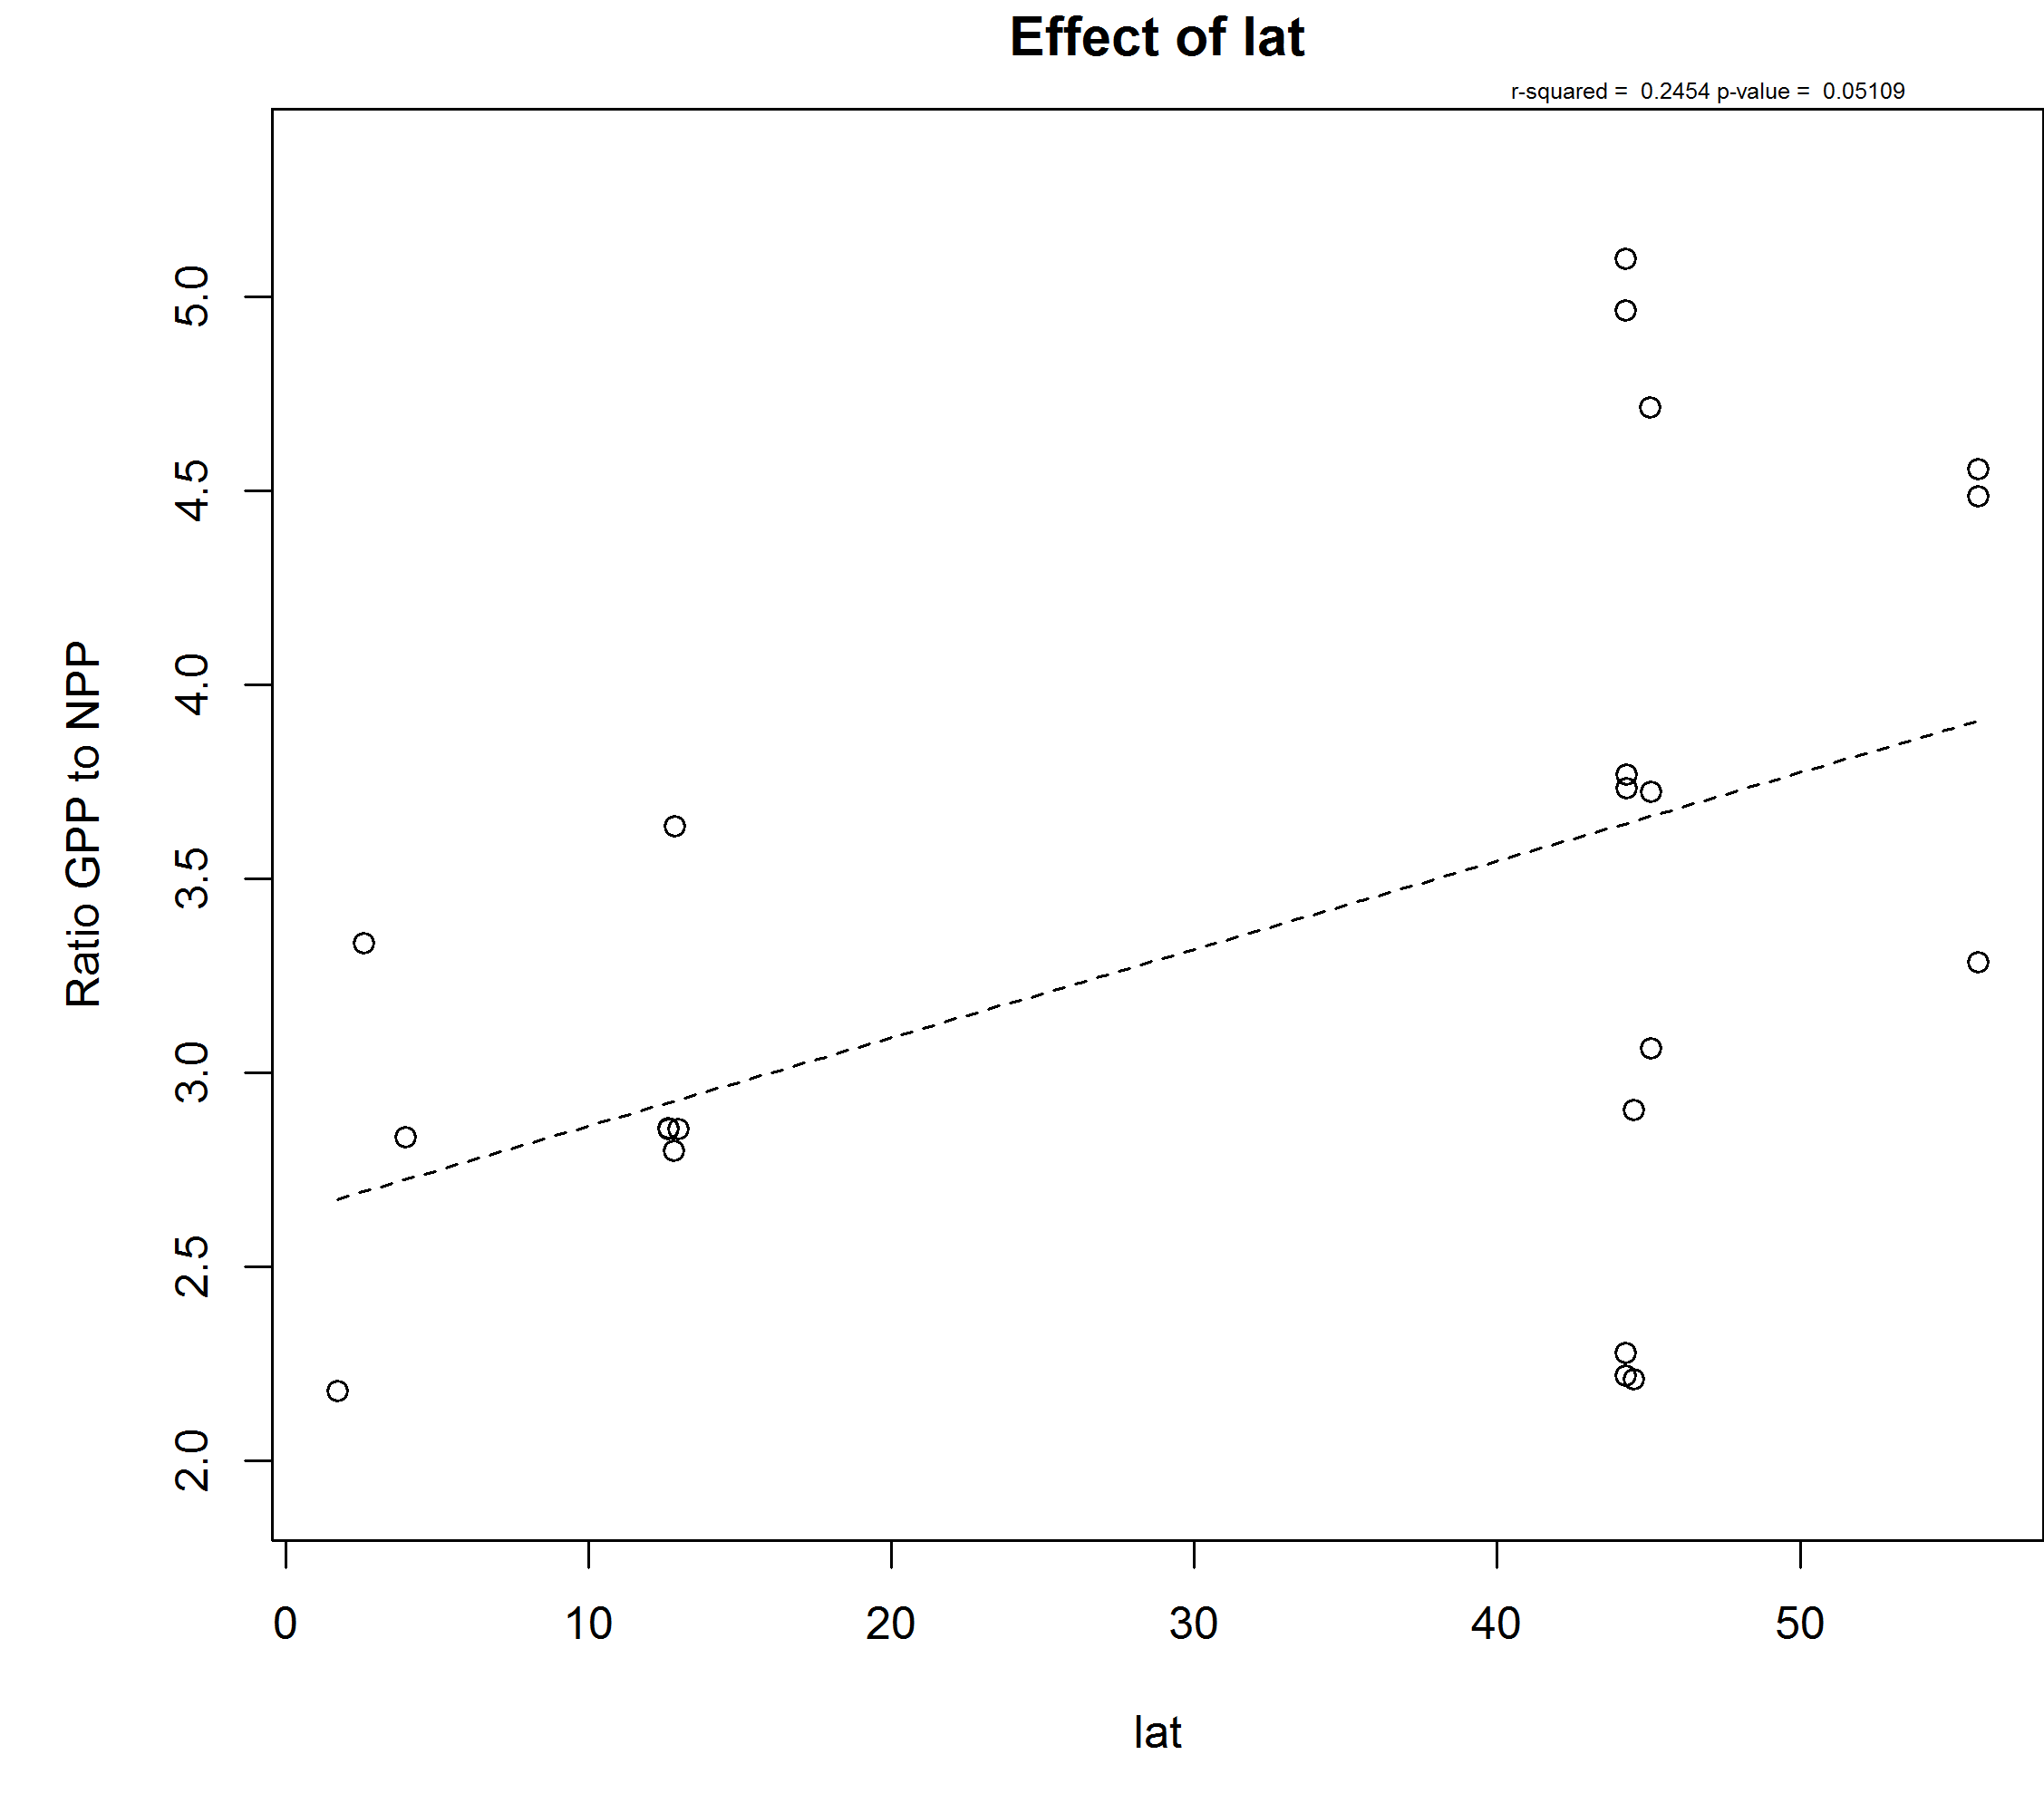 Effect of lat
r-squared = 0.2454 p-value = 0.05109
Ratio GPP to NPP
5.0
4.5
4.0
3.5
3.0
2.5
2.0
0 10 20 30 40 50
lat